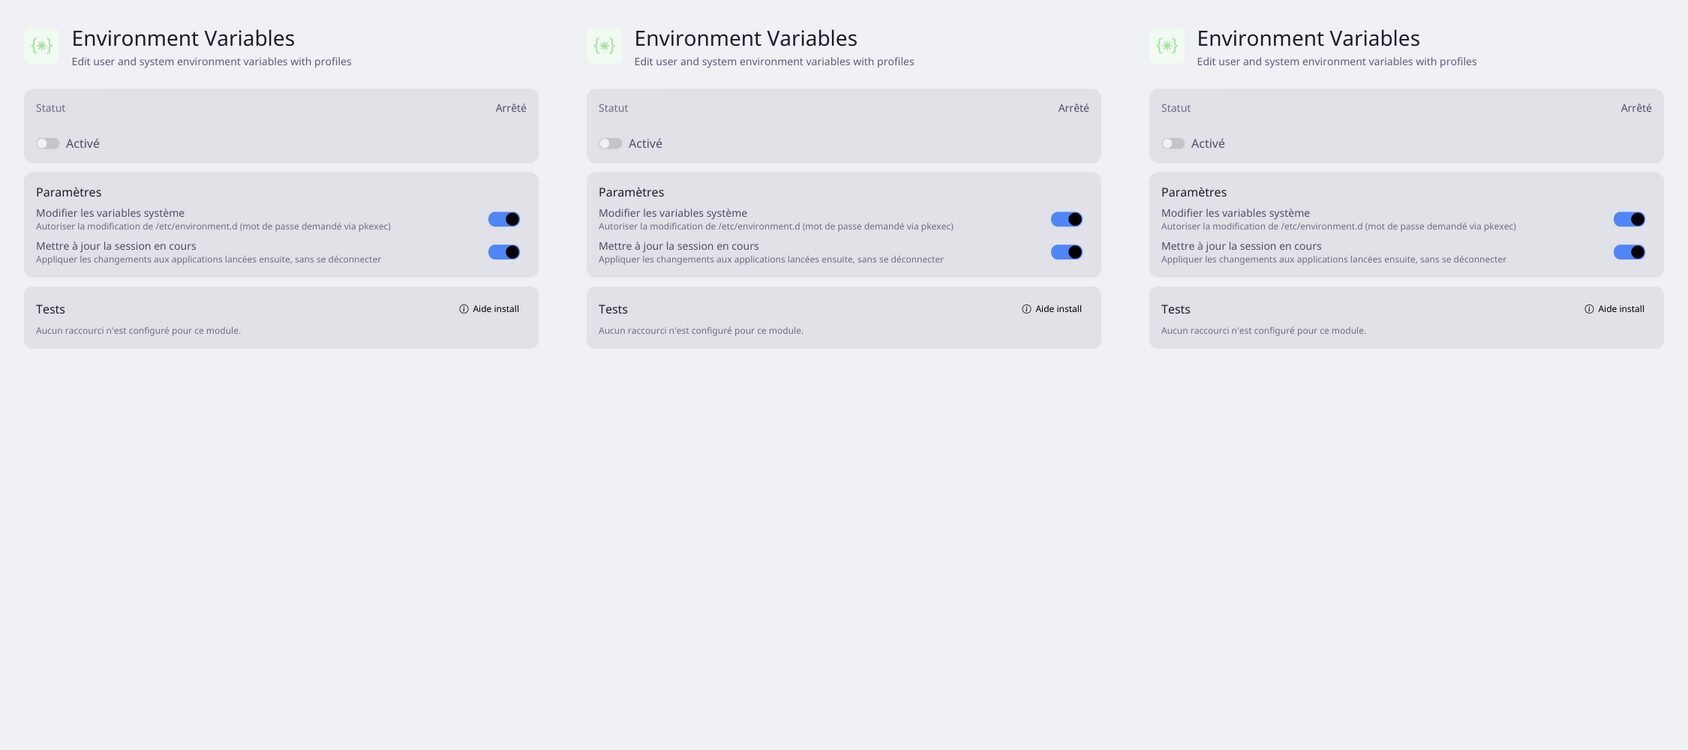 Environment Variables
Edit user and system environment variables with profiles
Statut
Arrêté
Activé
Paramètres
Modifier les variables système
Autoriser la modification de /etc/environment.d (mot de passe demandé via pkexec)
Mettre à jour la session en cours
Appliquer les changements aux applications lancées ensuite, sans se déconnecter
Tests
Aide install
Aucun raccourci n'est configuré pour ce module.
Environment Variables
Edit user and system environment variables with profiles
Statut
Arrêté
Activé
Paramètres
Modifier les variables système
Autoriser la modification de /etc/environment.d (mot de passe demandé via pkexec)
Mettre à jour la session en cours
Appliquer les changements aux applications lancées ensuite, sans se déconnecter
Tests
Aide install
Aucun raccourci n'est configuré pour ce module.
Environment Variables
Edit user and system environment variables with profiles
Statut
Arrêté
Activé
Paramètres
Modifier les variables système
Autoriser la modification de /etc/environment.d (mot de passe demandé via pkexec)
Mettre à jour la session en cours
Appliquer les changements aux applications lancées ensuite, sans se déconnecter
Tests
Aide install
Aucun raccourci n'est configuré pour ce module.